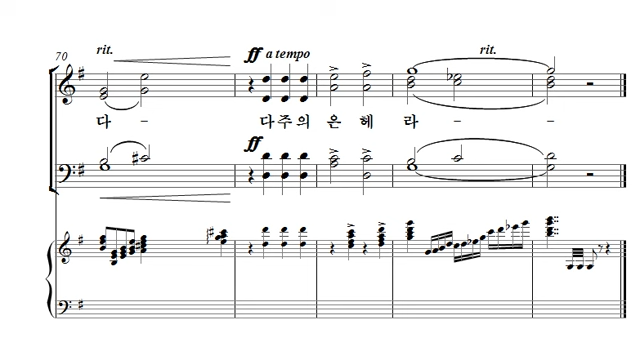 70 rit. ff a tempo rit.
다 - 다주의 은 혜 라 - -
ff